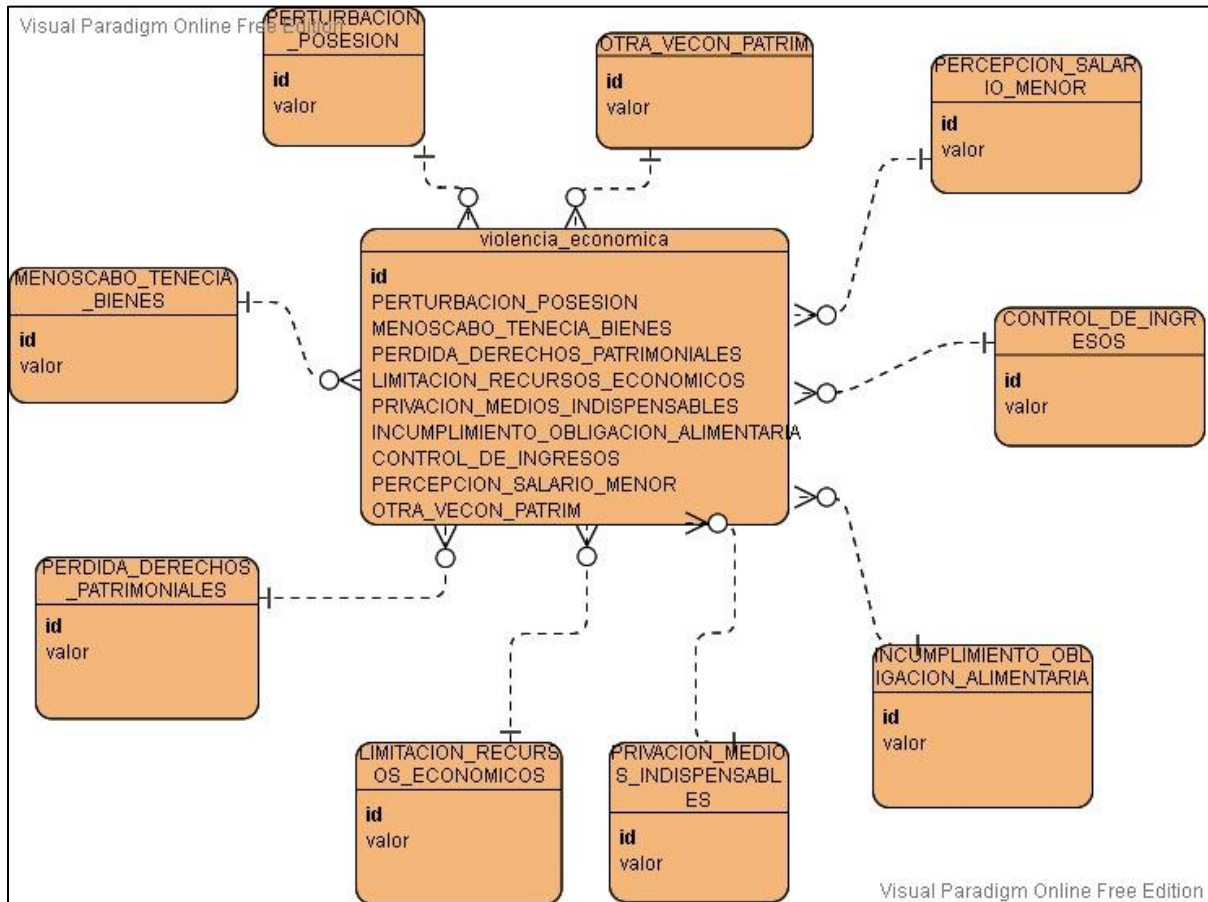 Visual Paradigm Online Free Edition
PERTURBACION
_POSESION
id
valor
OTRA_VECON_PATRIM
id
valor
PERCEPCION_SALAR
IO_MENOR
id
valor
violencia_economica
id
PERTURBACION_POSESION
MENOSCABO_TENECIA_BIENES
PERDIDA_DERECHOS_PATRIMONIALES
LIMITACION_RECURSOS_ECONOMICOS
PRIVACION_MEDIOS_INDISPENSABLES
INCUMPLIMIENTO_OBLIGACION_ALIMENTARIA
CONTROL_DE_INGRESOS
PERCEPCION_SALARIO_MENOR
OTRA_VECON_PATRIM
MENOSCABO_TENECIA
_BIENES
id
valor
CONTROL_DE_INGR
ESOS
id
valor
PERDIDA_DERECHOS
_PATRIMONIALES
id
valor
INCUMPLIMIENTO_OBL
IGACION_ALIMENTARIA
id
valor
LIMITACION_RECURS
OS_ECONOMICOS
id
valor
PRIVACION_MEDIO
S_INDISPENSABL
ES
id
valor
Visual Paradigm Online Free Edition